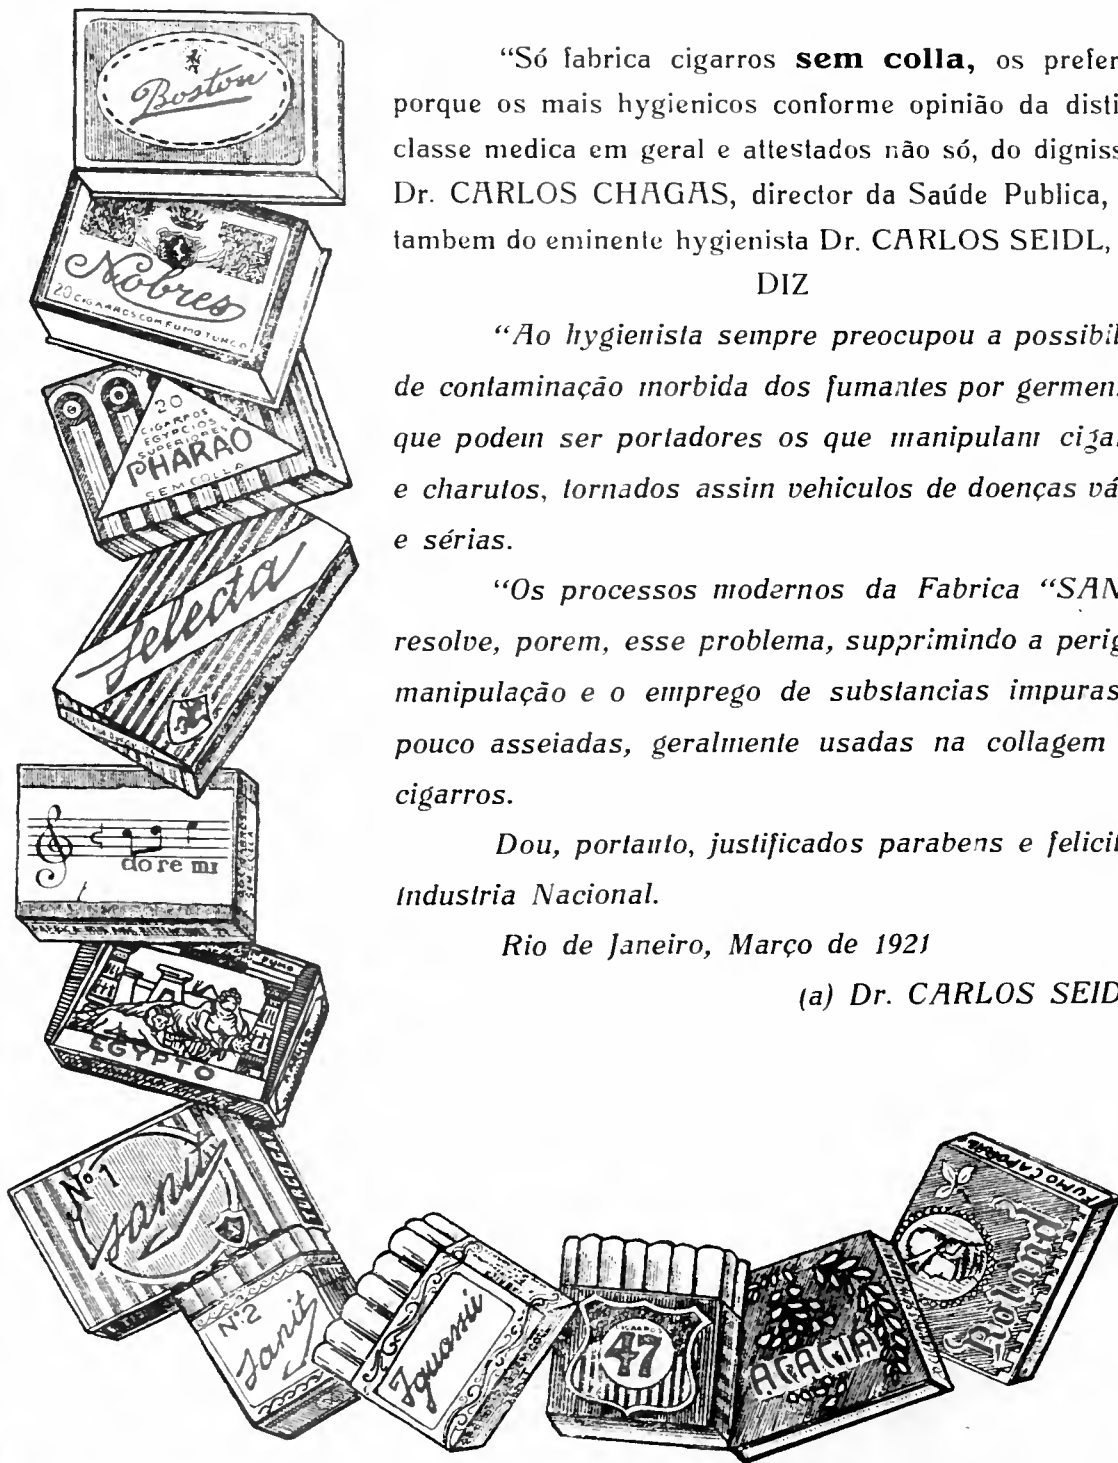 Boston
Nobres
20 CIGARROS COM FUMO TURCO
20
CIGARROS
EGYPCIOS
SUPERIORES
PHARAO
SEM COLLA
Selecta
do re mi
EGYPTO
Nº 1
Sanit
Nº 2
Sanit
Iguassú
CIGARROS
47
ACACIA
FUMO CAPORAL
Roland
“Só fabrica cigarros sem colla, os prefer
porque os mais hygienicos conforme opinião da disti
classe medica em geral e attestados não só, do digniss
Dr. CARLOS CHAGAS, director da Saúde Publica,
tambem do eminente hygienista Dr. CARLOS SEIDL,
DIZ
“Ao hygienista sempre preocupou a possibil
de contaminação morbida dos fumantes por germen
que podem ser portadores os que manipulam ciga
e charutos, tornados assim vehiculos de doenças vá
e sérias.
“Os processos modernos da Fabrica “SAN
resolve, porem, esse problema, supprimindo a perig
manipulação e o emprego de substancias impuras
pouco asseiadas, geralmente usadas na collagem
cigarros.
Dou, portanto, justificados parabens e felicit
Industria Nacional.
Rio de Janeiro, Março de 1921
(a) Dr. CARLOS SEID